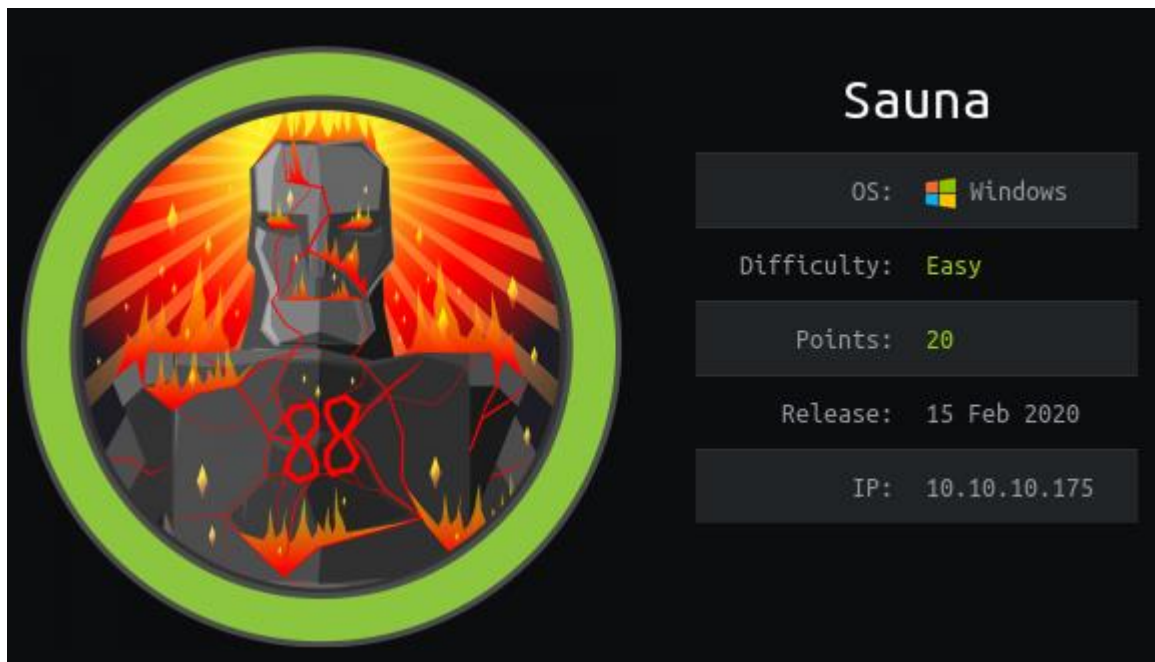 Sauna
OS: Windows
Difficulty: Easy
Points: 20
Release: 15 Feb 2020
IP: 10.10.10.175
88